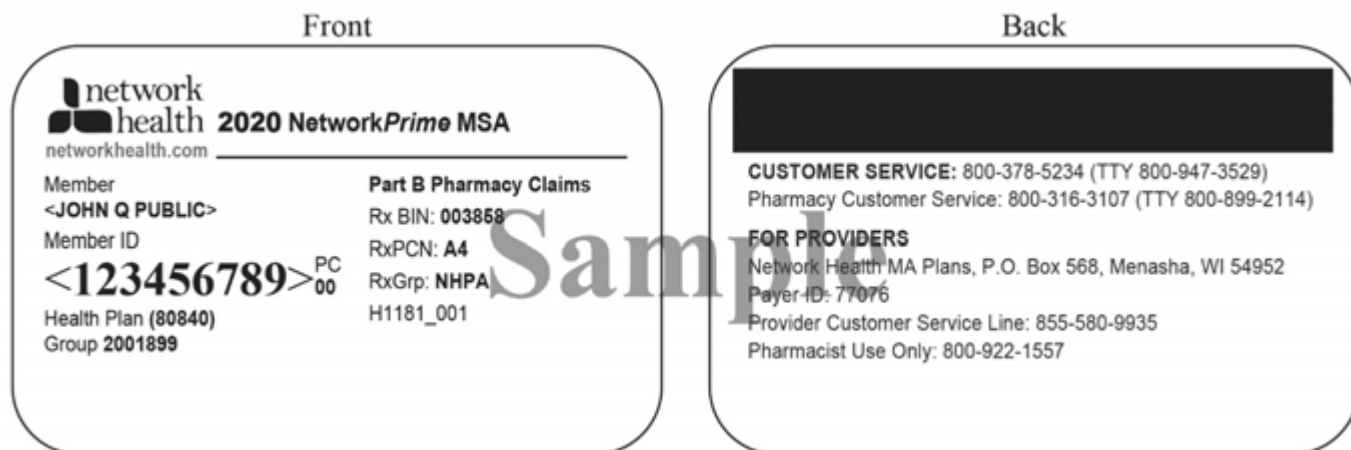 Front
network
health 2020 NetworkPrime MSA
networkhealth.com
Member
<JOHN Q PUBLIC>
Member ID
<123456789> PC 00
Health Plan (80840)
Group 2001899
Part B Pharmacy Claims
Rx BIN: 003858
RxPCN: A4
RxGrp: NHPA
H1181_001
Sample
Back
CUSTOMER SERVICE: 800-378-5234 (TTY 800-947-3529)
Pharmacy Customer Service: 800-316-3107 (TTY 800-899-2114)
FOR PROVIDERS
Network Health MA Plans, P.O. Box 568, Menasha, WI 54952
Payer ID: 77076
Provider Customer Service Line: 855-580-9935
Pharmacist Use Only: 800-922-1557